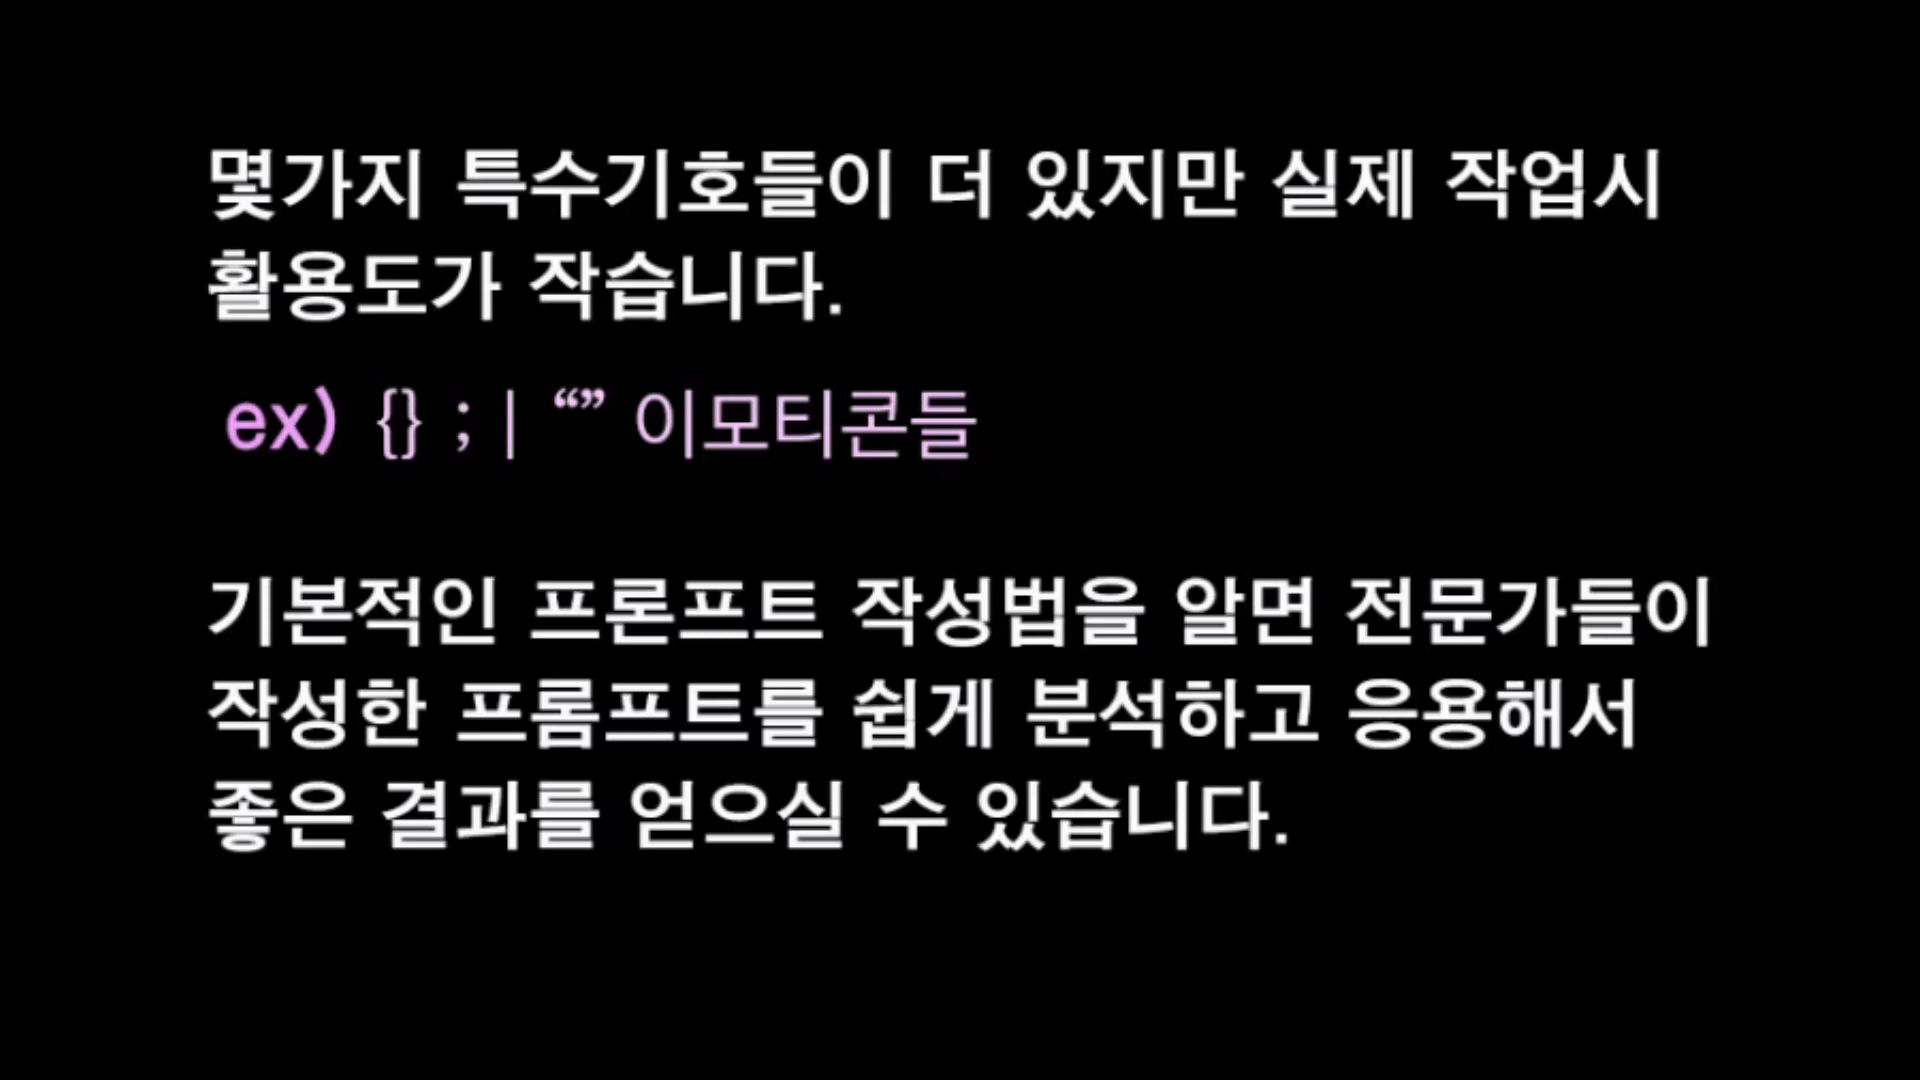 몇가지 특수기호들이 더 있지만 실제 작업시
활용도가 작습니다.
ex) {} ; | “” 이모티콘들
기본적인 프론프트 작성법을 알면 전문가들이
작성한 프롬프트를 쉽게 분석하고 응용해서
좋은 결과를 얻으실 수 있습니다.